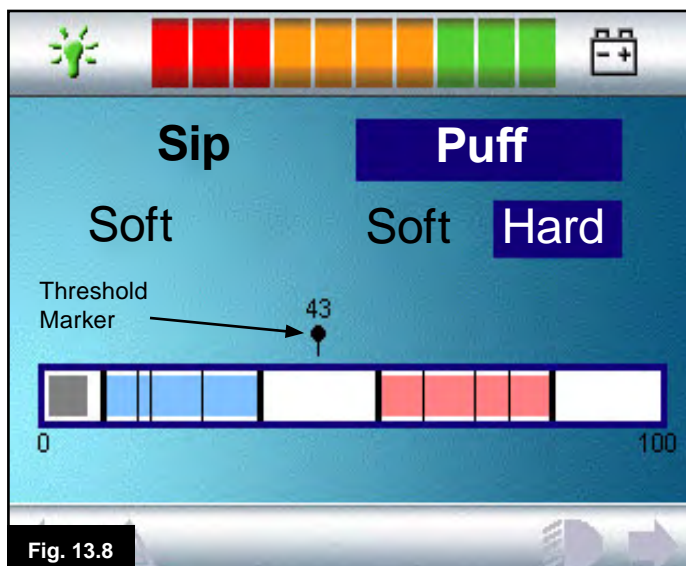 - +
Sip Puff
Soft Soft Hard
Threshold
Marker
43
0 100
Fig. 13.8